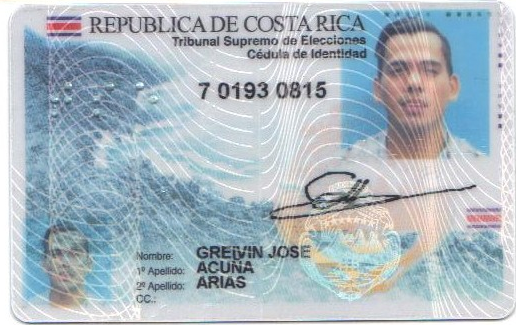 REPUBLICA DE COSTA RICA
Tribunal Supremo de Elecciones
Cédula de Identidad
7 0193 0815
Nombre: GREIVIN JOSE
1º Apellido: ACUÑA
2º Apellido: ARIAS
CC.: